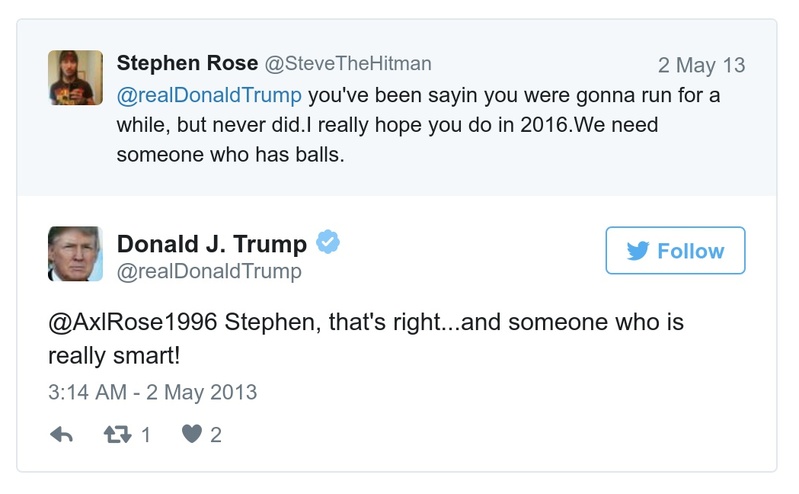 Stephen Rose @SteveTheHitman 2 May 13
@realDonaldTrump you've been sayin you were gonna run for a
while, but never did.I really hope you do in 2016.We need
someone who has balls.
Donald J. Trump
@realDonaldTrump
Follow
@AxlRose1996 Stephen, that's right...and someone who is
really smart!
3:14 AM - 2 May 2013
1 2